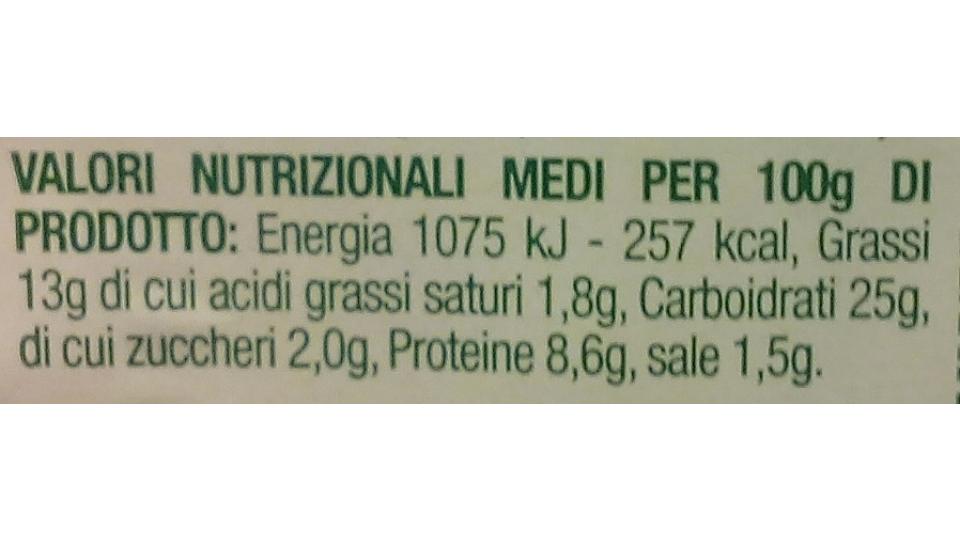 VALORI NUTRIZIONALI MEDI PER 100g DI
PRODOTTO: Energia 1075 kJ - 257 kcal, Grassi
13g di cui acidi grassi saturi 1,8g, Carboidrati 25g,
di cui zuccheri 2,0g, Proteine 8,6g, sale 1,5g.